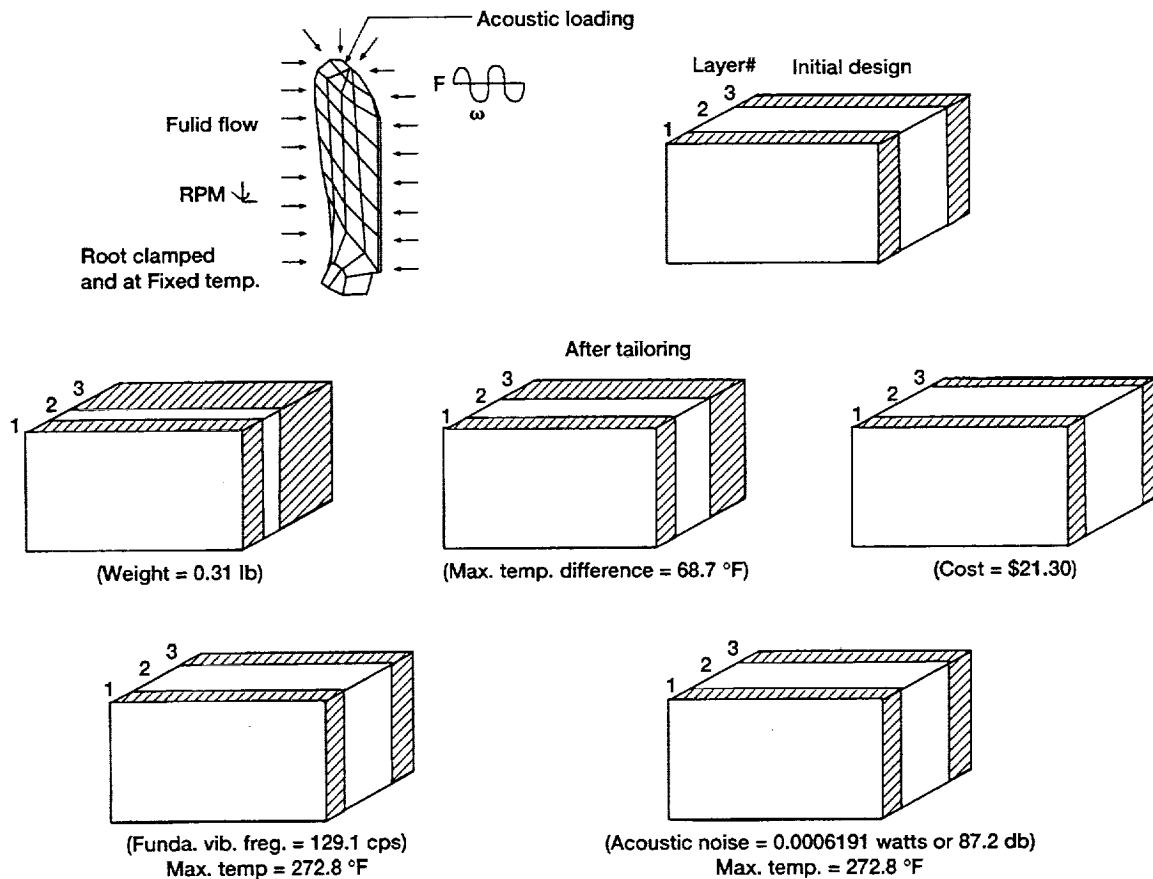 Acoustic loading
F
ω
Fulid flow
RPM
Root clamped
and at Fixed temp.
Layer# Initial design
3
2
1
After tailoring
3
2
1
(Weight = 0.31 lb)
3
2
1
(Max. temp. difference = 68.7 °F)
3
2
1
(Cost = $21.30)
3
2
1
(Funda. vib. freg. = 129.1 cps)
Max. temp = 272.8 °F
3
2
1
(Acoustic noise = 0.0006191 watts or 87.2 db)
Max. temp. = 272.8 °F